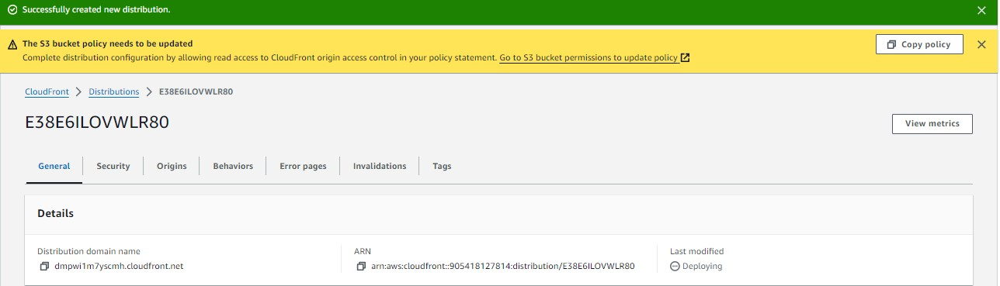 Successfully created new distribution.
The S3 bucket policy needs to be updated
Complete distribution configuration by allowing read access to CloudFront origin access control in your policy statement. Go to S3 bucket permissions to update policy
Copy policy
CloudFront > Distributions > E38E6ILOVWLR80
E38E6ILOVWLR80
View metrics
General Security Origins Behaviors Error pages Invalidations Tags
Details
Distribution domain name
dmpwi1m7yscmh.cloudfront.net
ARN
arn:aws:cloudfront::905418127814:distribution/E38E6ILOVWLR80
Last modified
Deploying